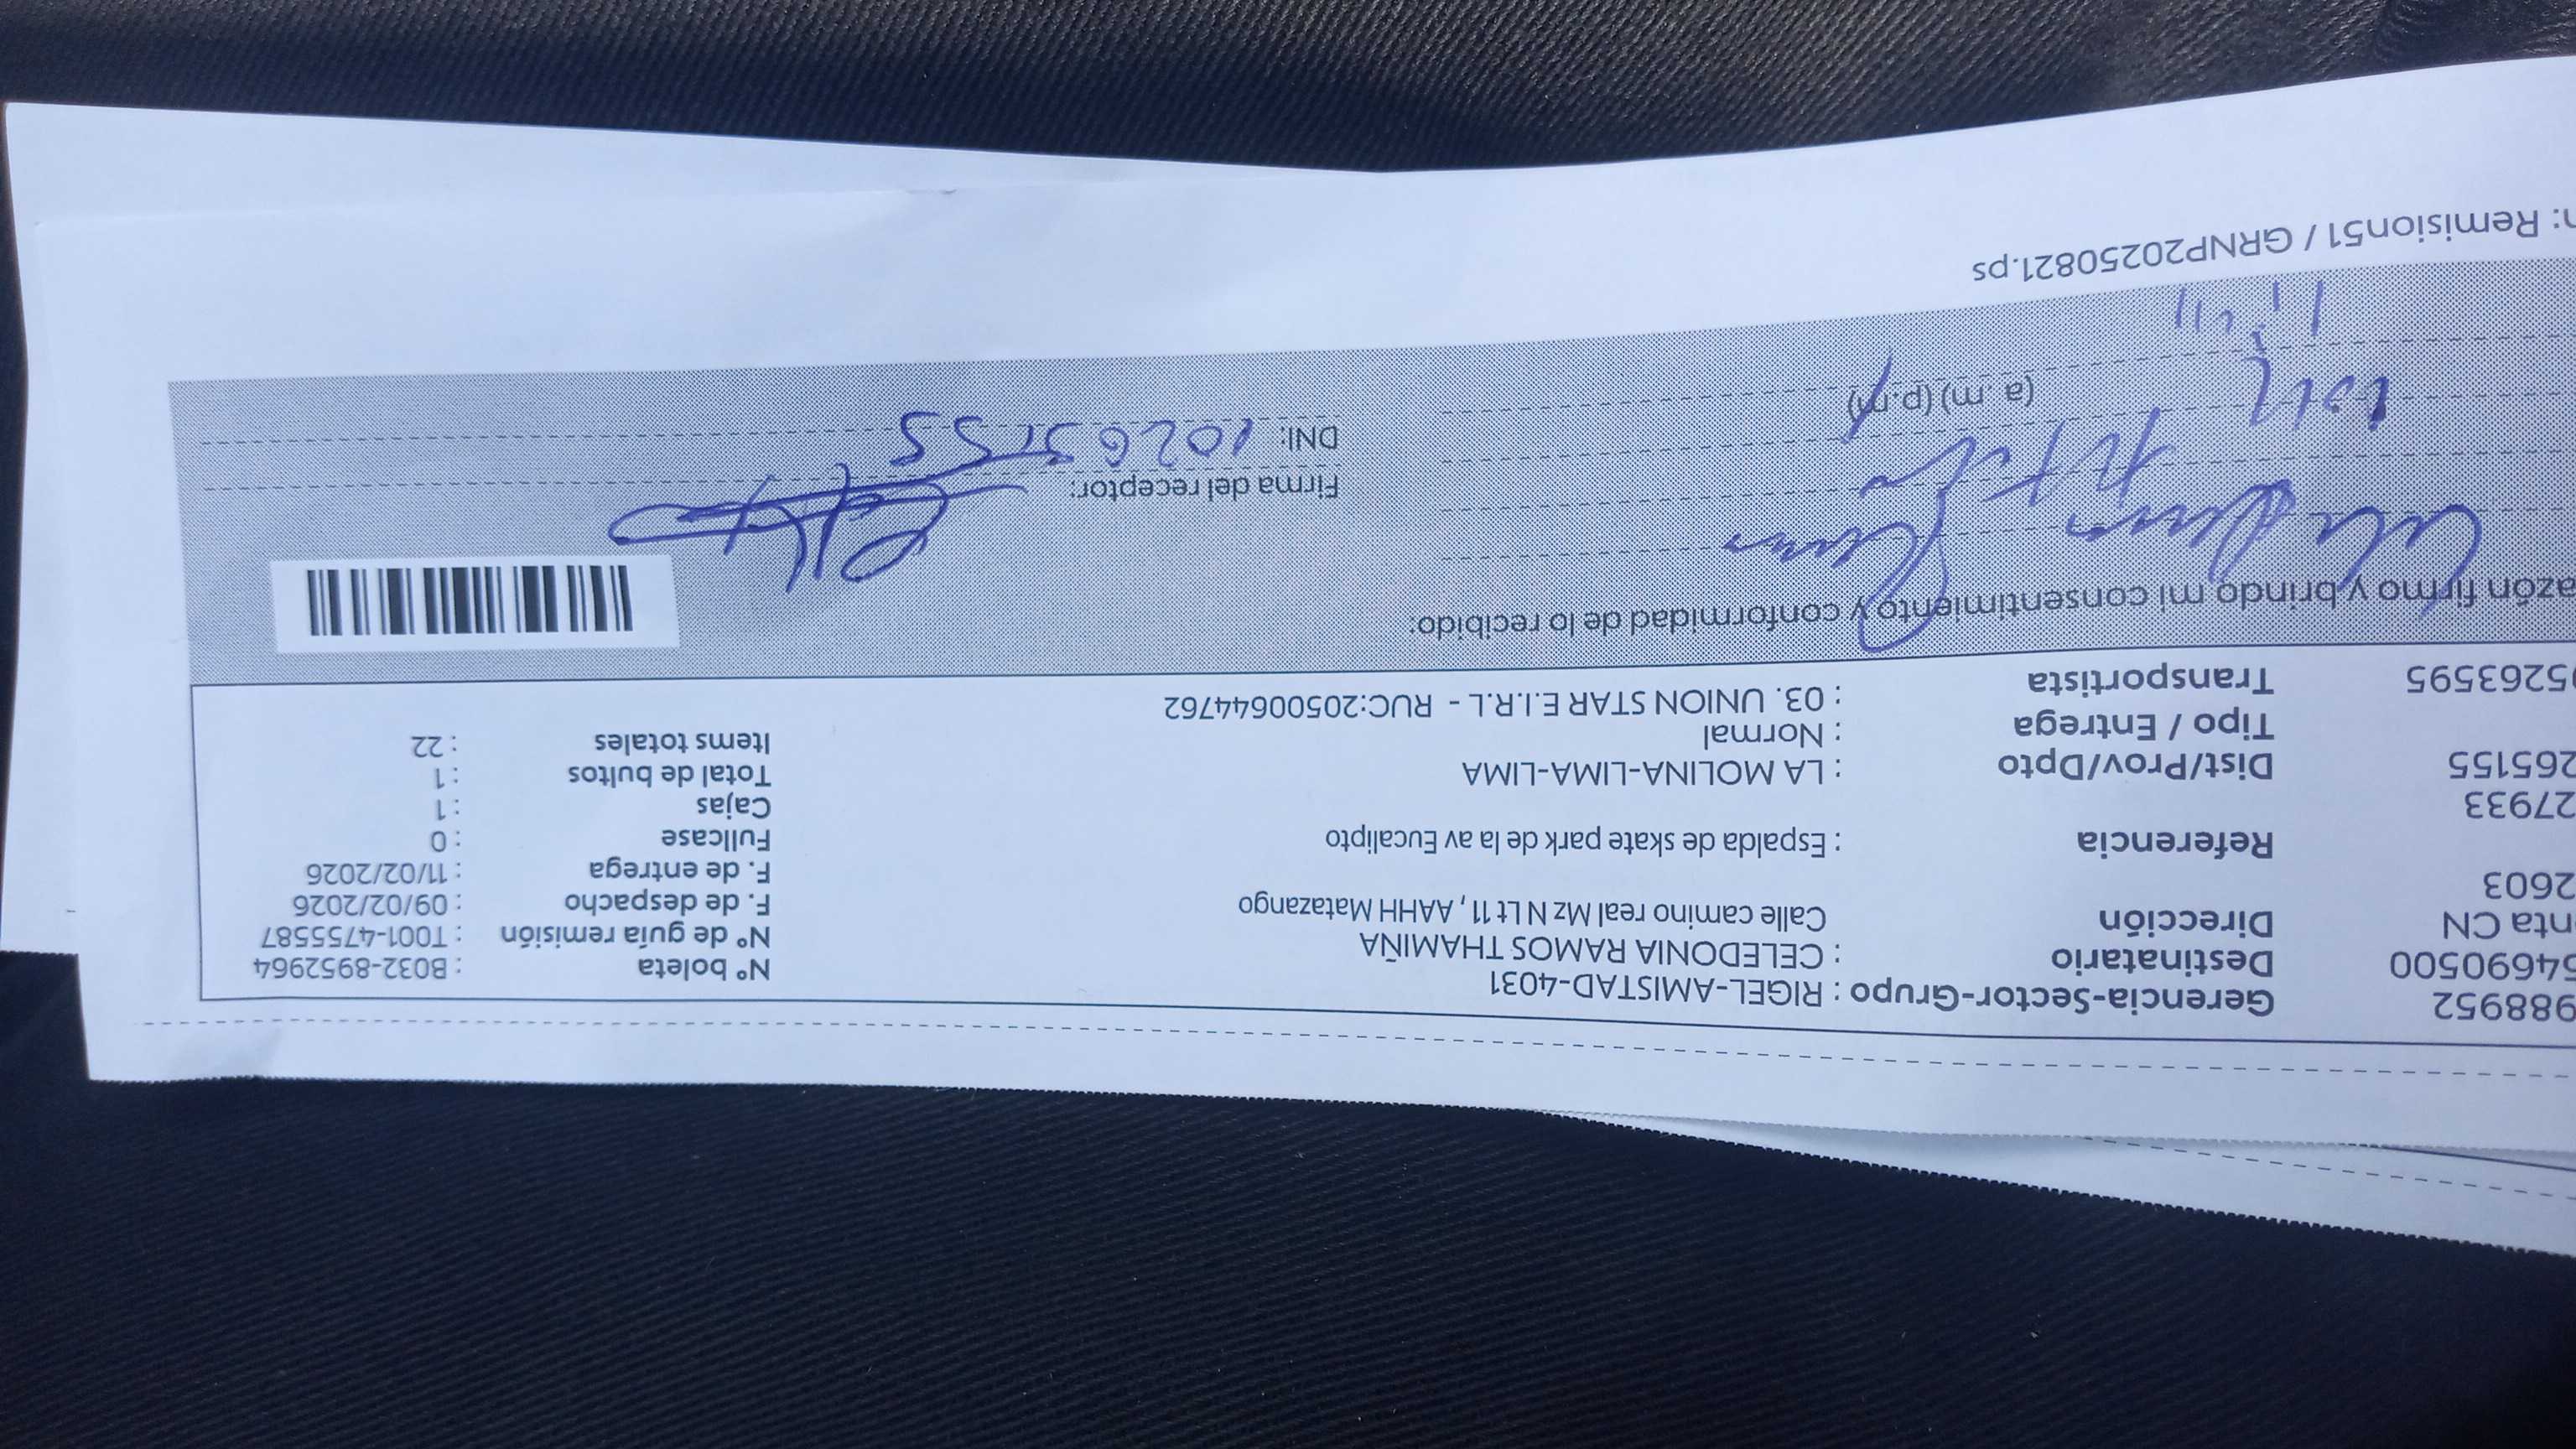 988952
54690500
nta CN
2603
27933
265155
05263595
Gerencia-Sector-Grupo : RIGEL-AMISTAD-4031
Destinatario : CELEDONIA RAMOS THAMIÑA
Dirección Calle camino real Mz N Lt 11 , AAHH Matazango
Referencia : Espalda de skate park de la av Eucalipto
Dist/Prov/Dpto : LA MOLINA-LIMA-LIMA
Tipo / Entrega : Normal
Transportista : 03. UNION STAR E.I.R.L - RUC:20500644762
N° boleta : B032-8952964
N° de guía remisión : T001-4755587
F. de despacho : 09/02/2026
F. de entrega : 11/02/2026
Fullcase : 0
Cajas : 1
Total de bultos : 1
Items totales : 22
azón firmo y brindo mi consentimiento y conformidad de lo recibido:
(a .m) (p.m)
Firma del receptor:
DNI: 10265155
n: Remision51 / GRNP20250821.ps